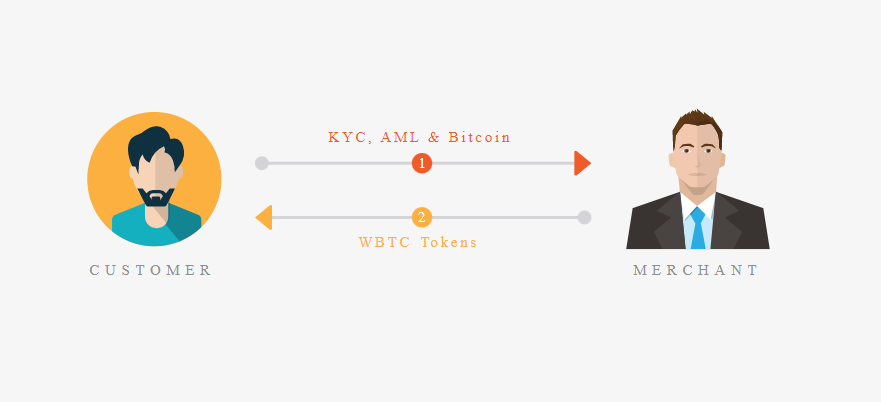 KYC, AML & Bitcoin
1
2
WBTC Tokens
CUSTOMER
MERCHANT